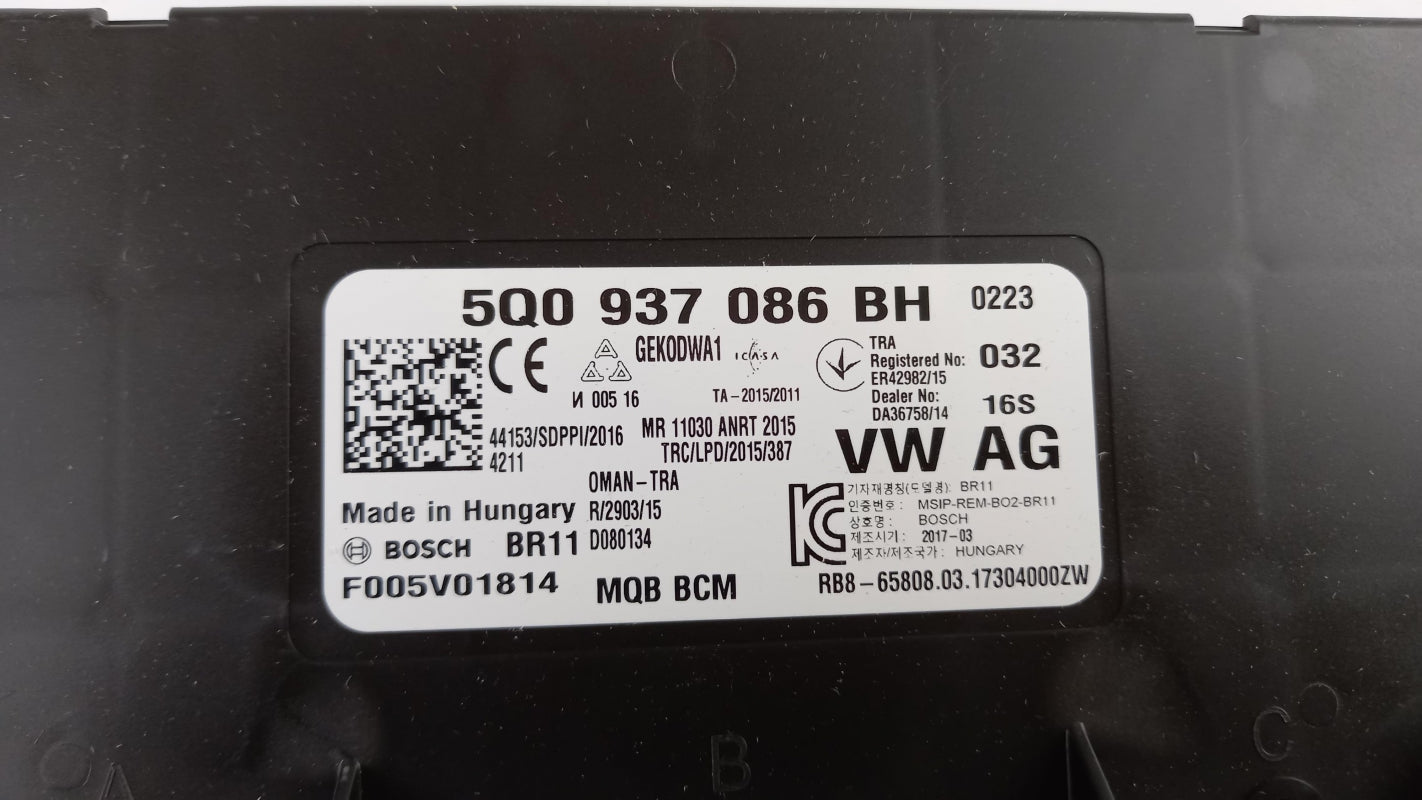 5Q0 937 086 BH 0223
CE
GEKODWA1
ICASA
И 005 16
TA-2015/2011
TRA
Registered No:
ER42982/15
Dealer No:
DA36758/14
032
16S
44153/SDPPI/2016
4211
MR 11030 ANRT 2015
TRC/LPD/2015/387
VW AG
OMAN-TRA
R/2903/15
D080134
Made in Hungary
BOSCH BR11
F005V01814
MQB BCM
KC
기자재명칭(모델명): BR11
인증번호 : MSIP-REM-BO2-BR11
상호명 : BOSCH
제조시기 : 2017-03
제조자/제조국가 : HUNGARY
RB8-65808.03.17304000ZW
A
B
C